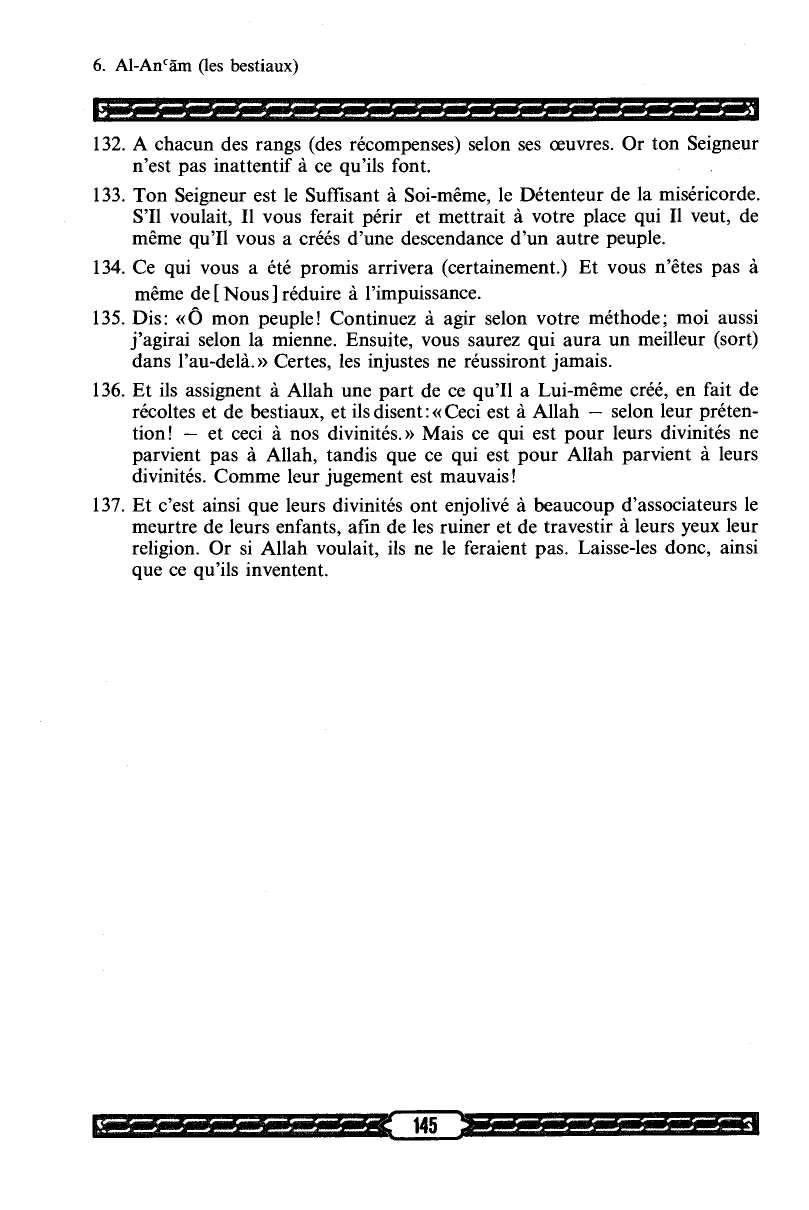 6. Al-Anʿām (les bestiaux)
132. A chacun des rangs (des récompenses) selon ses œuvres. Or ton Seigneur
n'est pas inattentif à ce qu'ils font.
133. Ton Seigneur est le Suffisant à Soi-même, le Détenteur de la miséricorde.
S'Il voulait, Il vous ferait périr et mettrait à votre place qui Il veut, de
même qu'Il vous a créés d'une descendance d'un autre peuple.
134. Ce qui vous a été promis arrivera (certainement.) Et vous n'êtes pas à
même de [ Nous ] réduire à l'impuissance.
135. Dis: «Ô mon peuple! Continuez à agir selon votre méthode; moi aussi
j'agirai selon la mienne. Ensuite, vous saurez qui aura un meilleur (sort)
dans l'au-delà.» Certes, les injustes ne réussiront jamais.
136. Et ils assignent à Allah une part de ce qu'Il a Lui-même créé, en fait de
récoltes et de bestiaux, et ils disent: «Ceci est à Allah — selon leur préten-
tion! — et ceci à nos divinités.» Mais ce qui est pour leurs divinités ne
parvient pas à Allah, tandis que ce qui est pour Allah parvient à leurs
divinités. Comme leur jugement est mauvais!
137. Et c'est ainsi que leurs divinités ont enjolivé à beaucoup d'associateurs le
meurtre de leurs enfants, afin de les ruiner et de travestir à leurs yeux leur
religion. Or si Allah voulait, ils ne le feraient pas. Laisse-les donc, ainsi
que ce qu'ils inventent.
145